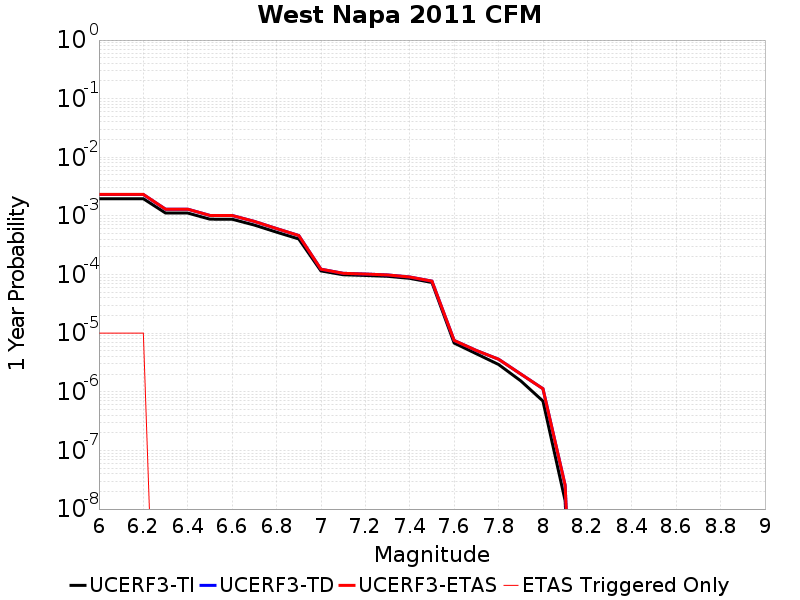 West Napa 2011 CFM
1 Year Probability
10^0
10^-1
10^-2
10^-3
10^-4
10^-5
10^-6
10^-7
10^-8
6 6.2 6.4 6.6 6.8 7 7.2 7.4 7.6 7.8 8 8.2 8.4 8.6 8.8 9
Magnitude
UCERF3-TI UCERF3-TD UCERF3-ETAS ETAS Triggered Only